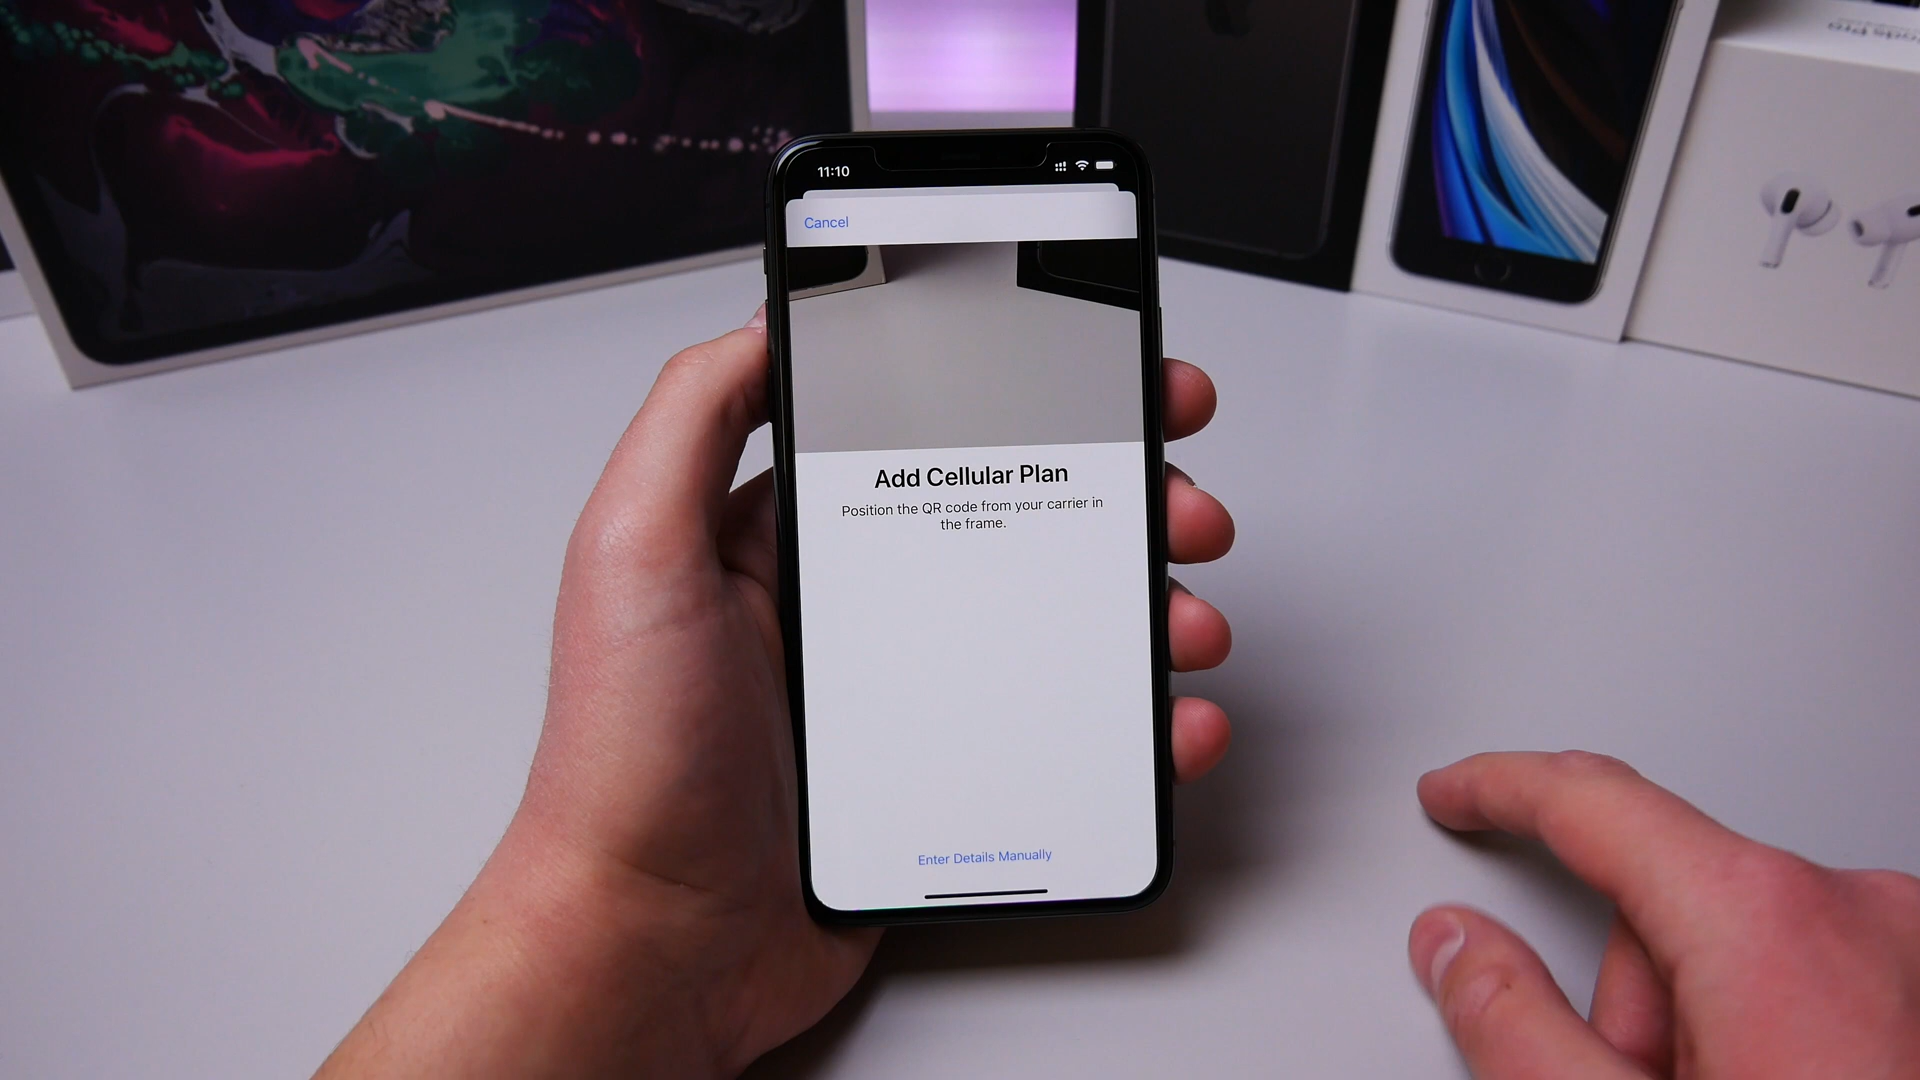 11:10
Cancel
Add Cellular Plan
Position the QR code from your carrier in
the frame.
Enter Details Manually